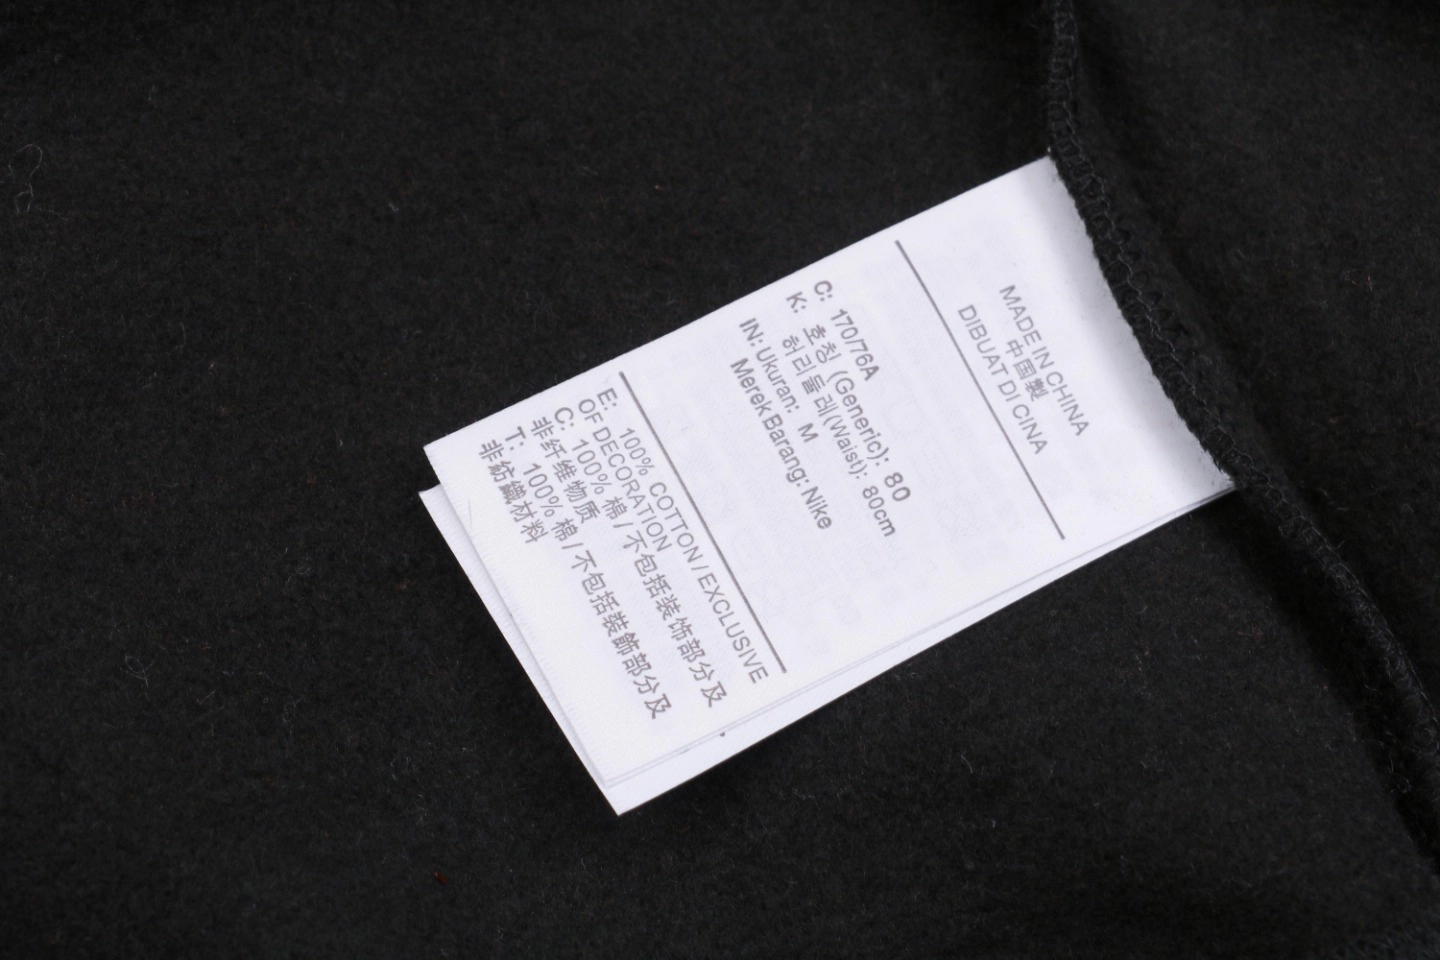 MADE IN CHINA
中国製
DIBUAT DI CINA
C: 170/76A
K: 호칭 (Generic): 80
허리둘레(Waist): 80cm
IN: Ukuran: M
Merek Barang: Nike
E: 100% COTTON / EXCLUSIVE
OF DECORATION
C: 100% 棉 / 不包括装饰部分及
非纤维物质
T: 100% 棉 / 不包括裝飾部分及
非紡織材料